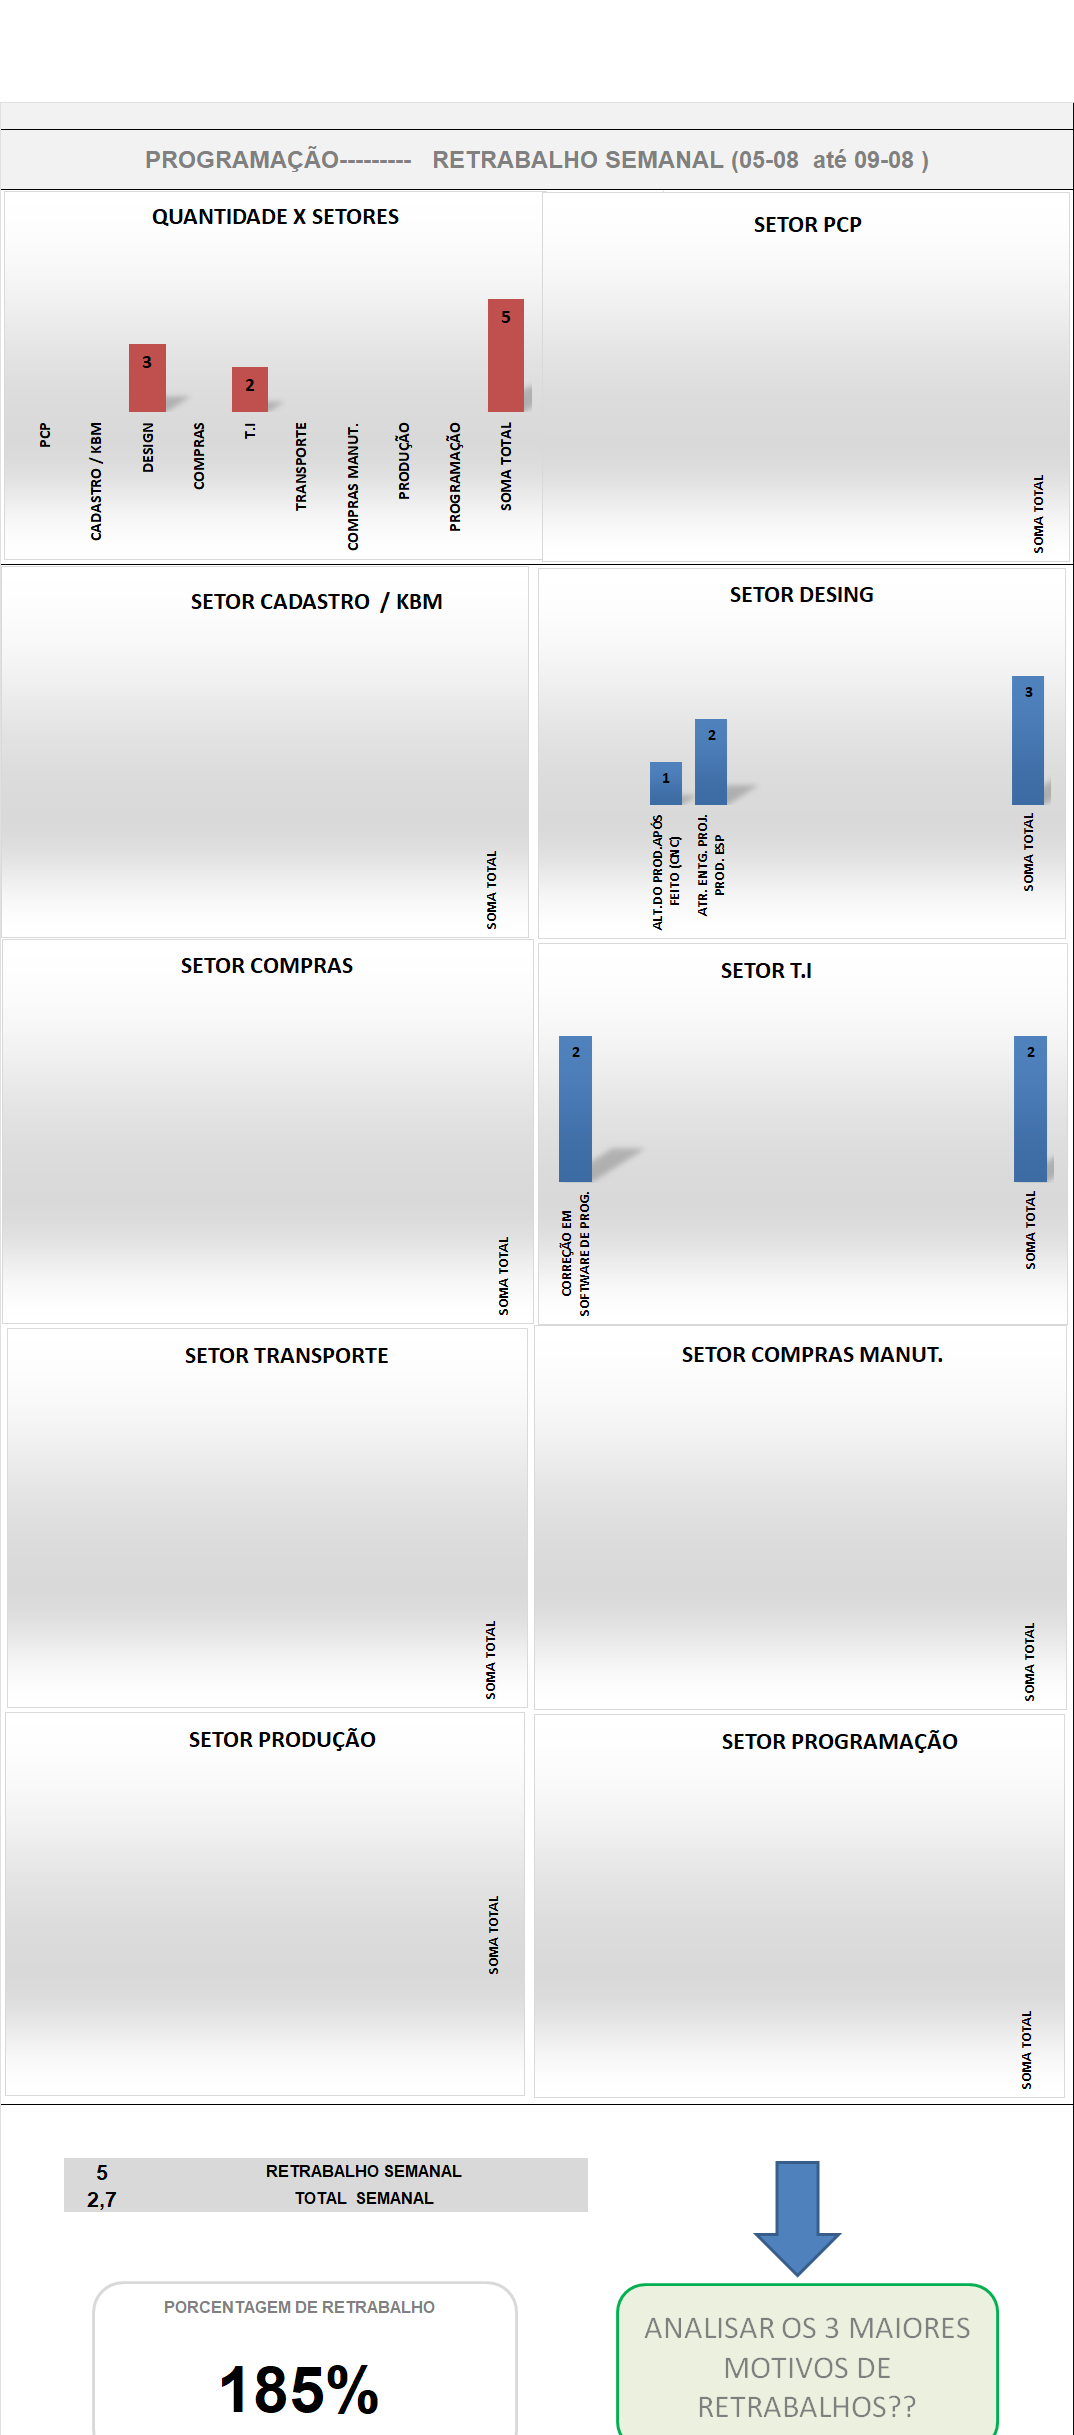 PROGRAMAÇÃO--------- RETRABALHO SEMANAL (05-08 até 09-08 )
QUANTIDADE X SETORES
3
2
5
PCP
CADASTRO / KBM
DESIGN
COMPRAS
T.I
TRANSPORTE
COMPRAS MANUT.
PRODUÇÃO
PROGRAMAÇÃO
SOMA TOTAL
SETOR PCP
SOMA TOTAL
SETOR CADASTRO / KBM
SOMA TOTAL
SETOR DESING
1
2
3
ALT.DO PROD.APÓS
FEITO (CNC)
ATR. ENTG. PROJ.
PROD. ESP
SOMA TOTAL
SETOR COMPRAS
SOMA TOTAL
SETOR T.I
2
2
CORREÇÃO EM
SOFTWARE DE PROG.
SOMA TOTAL
SETOR TRANSPORTE
SOMA TOTAL
SETOR COMPRAS MANUT.
SOMA TOTAL
SETOR PRODUÇÃO
SOMA TOTAL
SETOR PROGRAMAÇÃO
SOMA TOTAL
5 RETRABALHO SEMANAL
2,7 TOTAL SEMANAL
PORCENTAGEM DE RETRABALHO
185%
ANALISAR OS 3 MAIORES
MOTIVOS DE
RETRABALHOS??